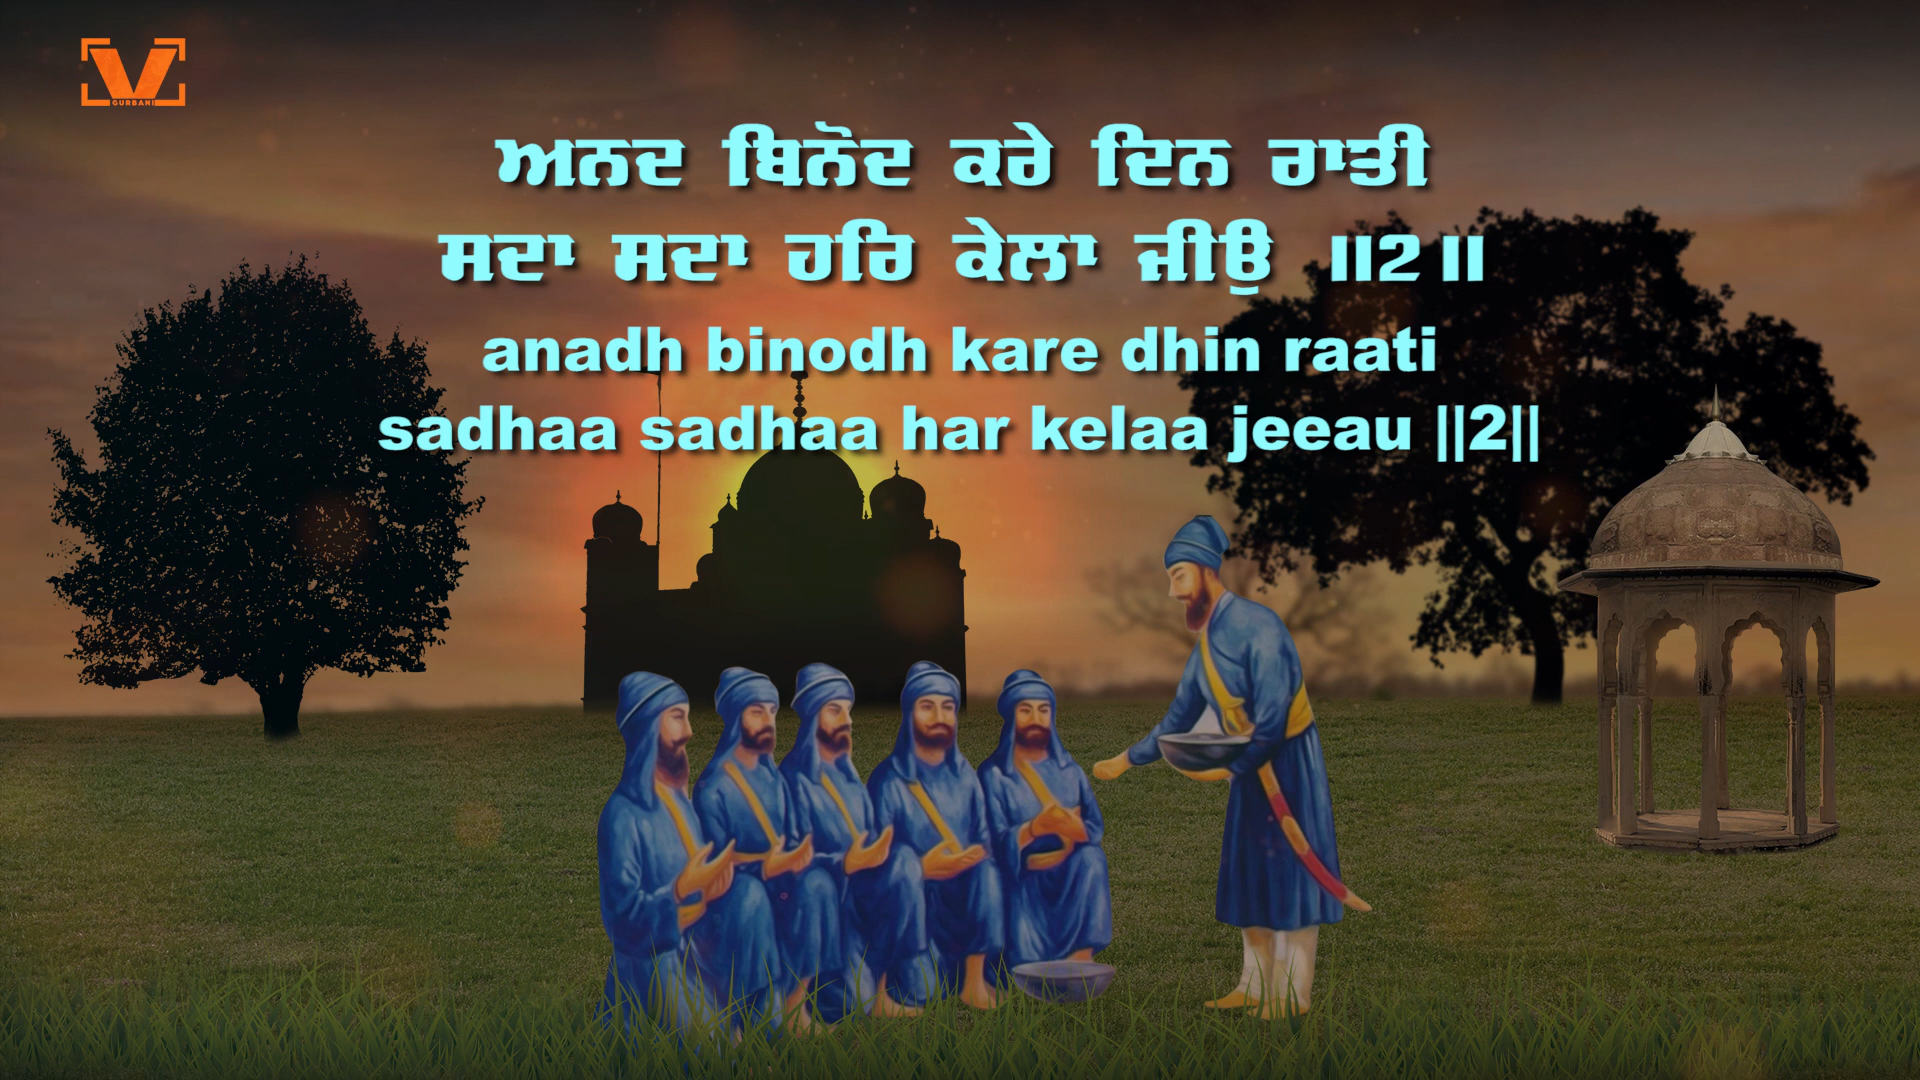 V
GURBANI
ਅਨਦ ਬਿਨੋਦ ਕਰੇ ਦਿਨ ਰਾਤੀ
ਸਦਾ ਸਦਾ ਹਰਿ ਕੇਲਾ ਜੀਉ ॥2॥
anadh binodh kare dhin raati
sadhaa sadhaa har kelaa jeeau ||2||